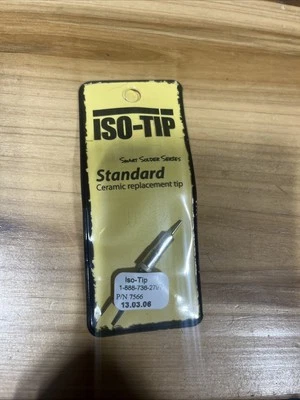 ISO-TIP
SMART SOLDER SERIES
Standard
Ceramic replacement tip
Iso-Tip
P/N 7566
13.03.06